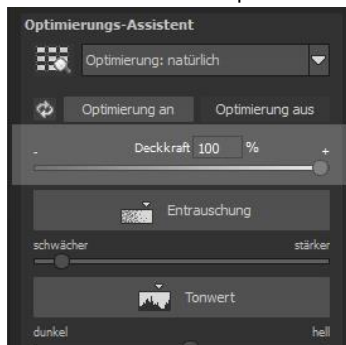 Optimierungs-Assistent
Optimierung: natürlich
Optimierung an Optimierung aus
- Deckkraft 100 % +
Entrauschung
schwächer stärker
Tonwert
dunkel hell